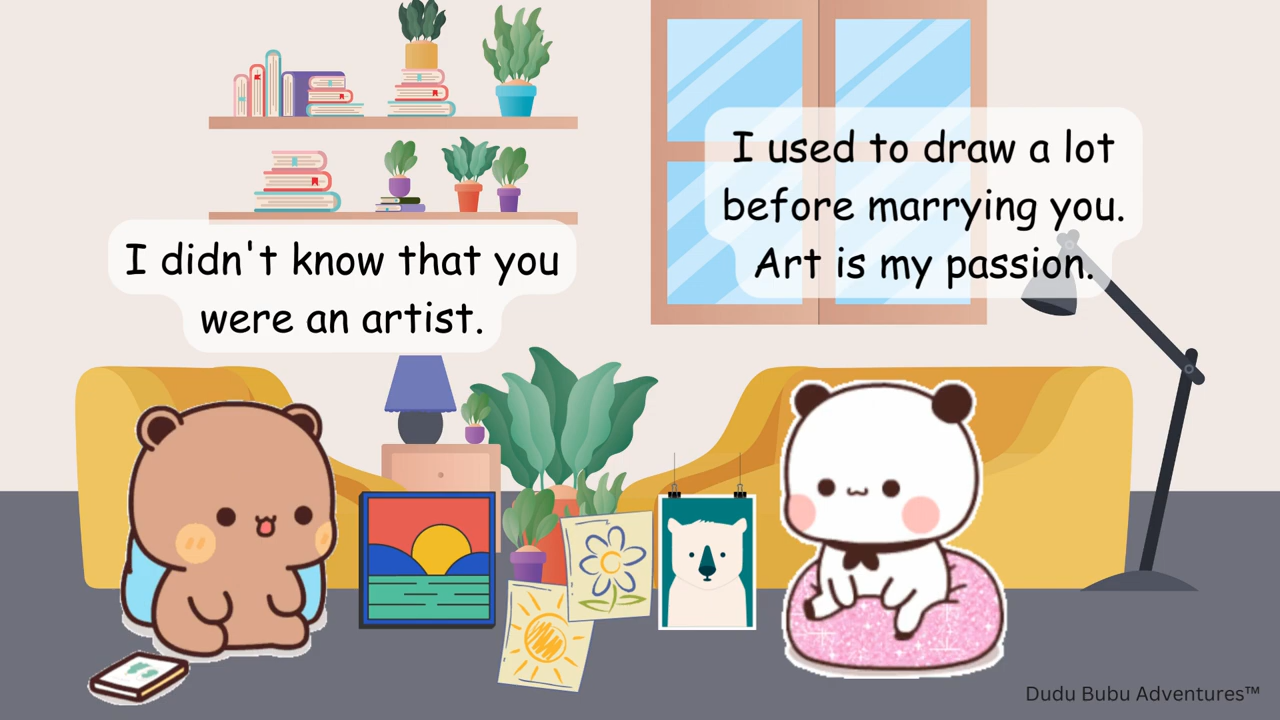 I didn't know that you
were an artist.
I used to draw a lot
before marrying you.
Art is my passion.
Dudu Bubu Adventures™